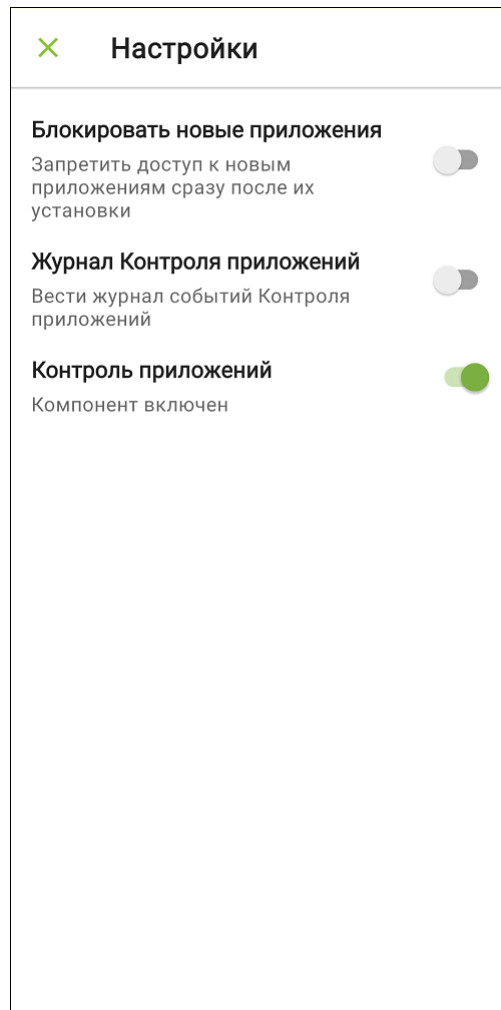 Настройки
Блокировать новые приложения
Запретить доступ к новым
приложениям сразу после их
установки
Журнал Контроля приложений
Вести журнал событий Контроля
приложений
Контроль приложений
Компонент включен